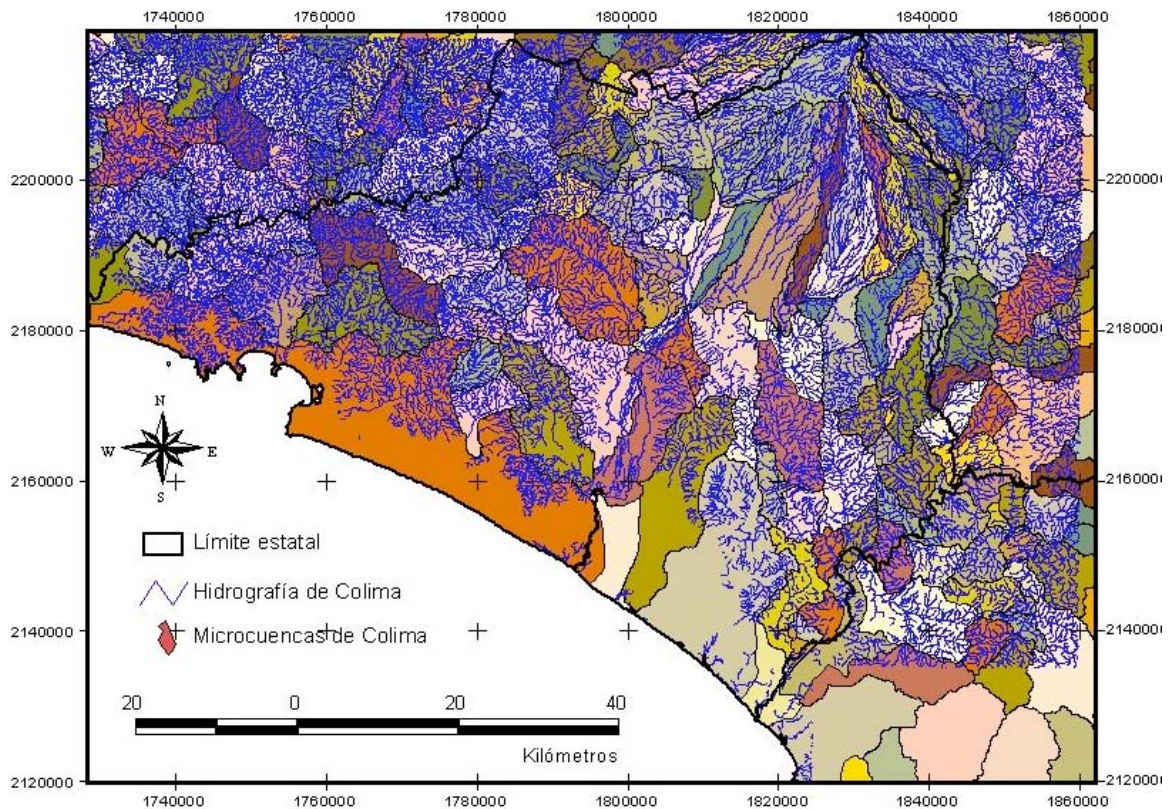 1740000 1760000 1780000 1800000 1820000 1840000 1860000
2200000 2200000
2180000 2180000
N
W E
S
2160000 2160000
Límite estatal
Hidrografía de Colima
Microcuencas de Colima
2140000 2140000
20 0 20 40
Kilómetros
2120000 2120000
1740000 1760000 1780000 1800000 1820000 1840000 1860000